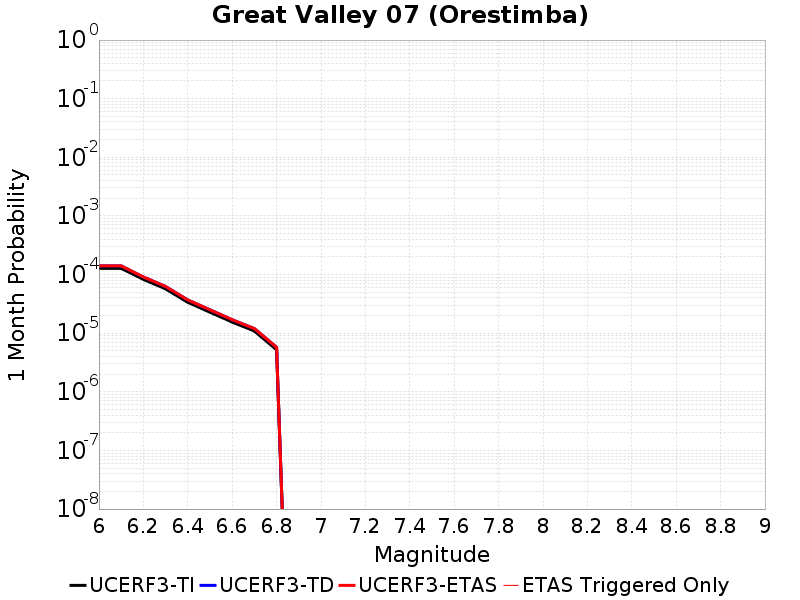 Great Valley 07 (Orestimba)
1 Month Probability
10^0
10^-1
10^-2
10^-3
10^-4
10^-5
10^-6
10^-7
10^-8
6 6.2 6.4 6.6 6.8 7 7.2 7.4 7.6 7.8 8 8.2 8.4 8.6 8.8 9
Magnitude
UCERF3-TI UCERF3-TD UCERF3-ETAS ETAS Triggered Only